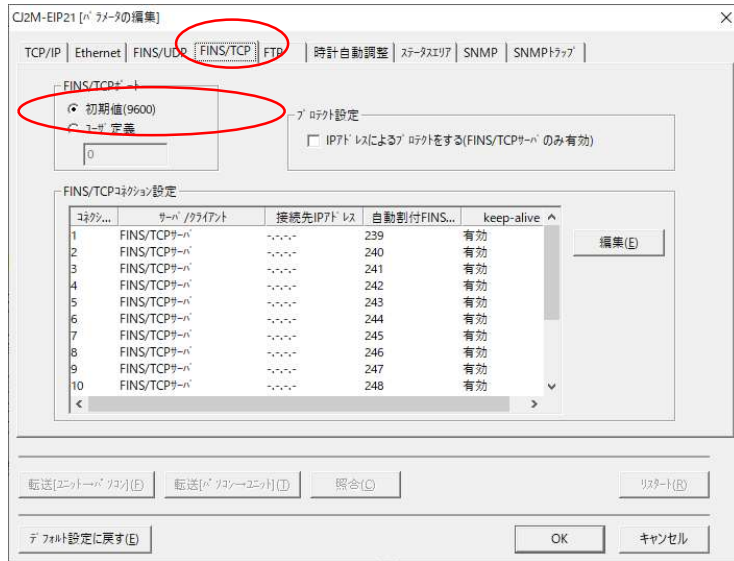 CJ2M-EIP21 [ﾊﾟﾗﾒｰﾀの編集]
TCP/IP Ethernet FINS/UDP FINS/TCP FTP 時計自動調整 ｽﾃｰﾀｽｴﾘｱ SNMP SNMPﾄﾗｯﾌﾟ
FINS/TCPﾎﾟｰﾄ
初期値(9600)
ﾕｰｻﾞ定義
0
ﾌﾟﾛﾃｸﾄ設定
IPｱﾄﾞﾚｽによるﾌﾟﾛﾃｸﾄをする(FINS/TCPｻｰﾊﾞのみ有効)
FINS/TCPｺﾈｸｼｮﾝ設定
ｺﾈｸｼ... ｻｰﾊﾞ/ｸﾗｲｱﾝﾄ 接続先IPｱﾄﾞﾚｽ 自動割付FINS... keep-alive
1 FINS/TCPｻｰﾊﾞ -.-.-.- 239 有効
2 FINS/TCPｻｰﾊﾞ -.-.-.- 240 有効
3 FINS/TCPｻｰﾊﾞ -.-.-.- 241 有効
4 FINS/TCPｻｰﾊﾞ -.-.-.- 242 有効
5 FINS/TCPｻｰﾊﾞ -.-.-.- 243 有効
6 FINS/TCPｻｰﾊﾞ -.-.-.- 244 有効
7 FINS/TCPｻｰﾊﾞ -.-.-.- 245 有効
8 FINS/TCPｻｰﾊﾞ -.-.-.- 246 有効
9 FINS/TCPｻｰﾊﾞ -.-.-.- 247 有効
10 FINS/TCPｻｰﾊﾞ -.-.-.- 248 有効
編集(E)
転送[ﾕﾆｯﾄ→ﾊﾟｿｺﾝ](F) 転送[ﾊﾟｿｺﾝ→ﾕﾆｯﾄ](T) 照合(C) ﾘｽﾀｰﾄ(R)
ﾃﾞﾌｫﾙﾄ設定に戻す(E) OK キャンセル